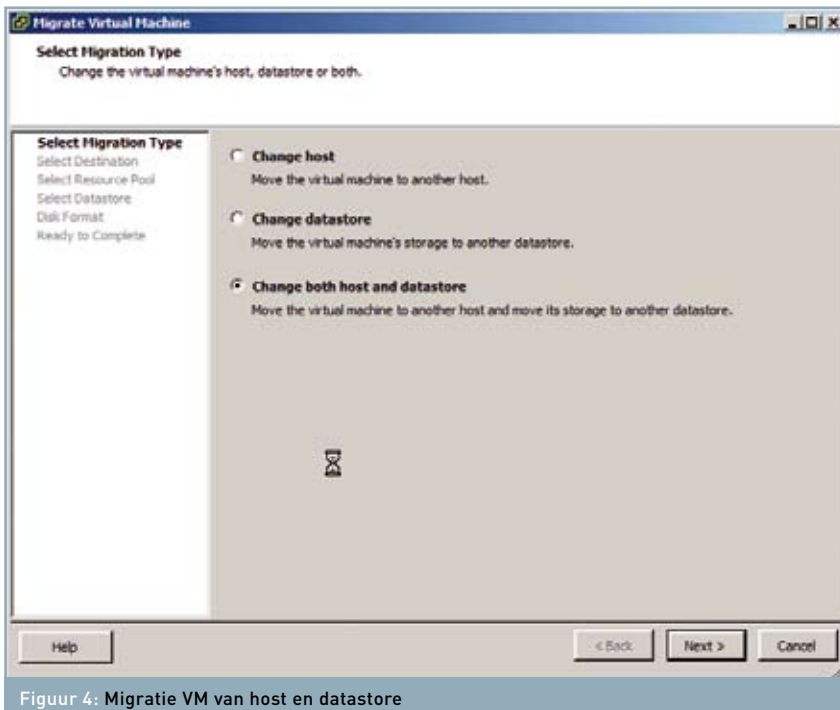 Migrate Virtual Machine
Select Migration Type
Change the virtual machine's host, datastore or both.
Select Migration Type
Select Destination
Select Resource Pool
Select Datastore
Disk Format
Ready to Complete
Change host
Move the virtual machine to another host.
Change datastore
Move the virtual machine's storage to another datastore.
Change both host and datastore
Move the virtual machine to another host and move its storage to another datastore.
Help
< Back
Next >
Cancel
Figuur 4: Migratie VM van host en datastore